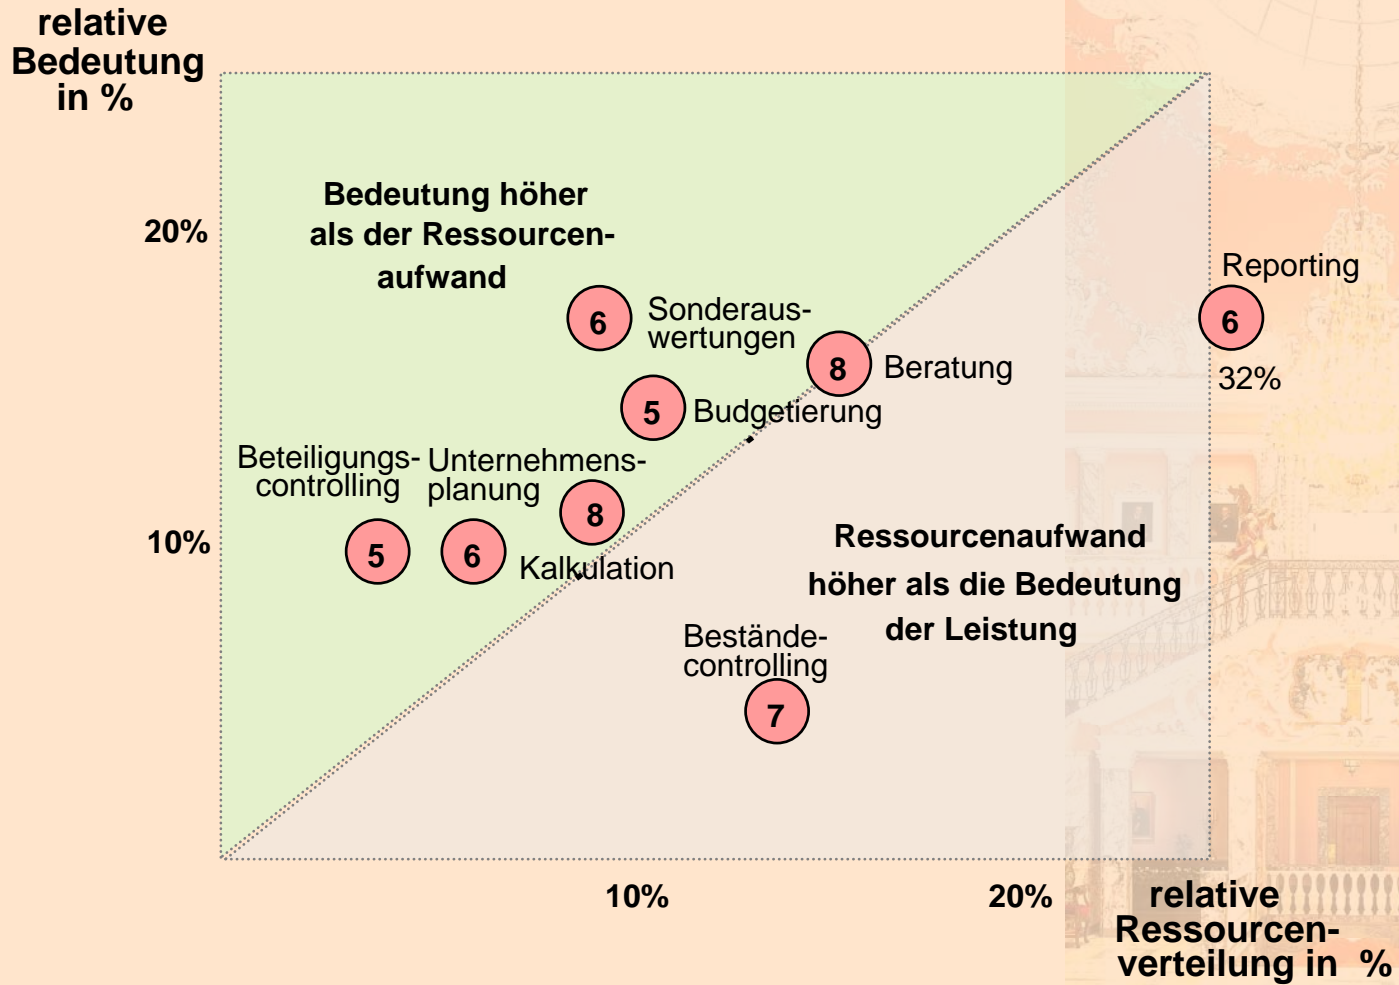 relative
Bedeutung
in %
Bedeutung höher
als der Ressourcen-
aufwand
20%
Reporting
6
32%
6
Sonderaus-
wertungen
8
Beratung
5
Budgetierung
Beteiligungs-
controlling
Unternehmens-
planung
8
10%
5
6
Kalkulation
Ressourcenaufwand
höher als die Bedeutung
der Leistung
Bestände-
controlling
7
10%
20%
relative
Ressourcen-
verteilung in %